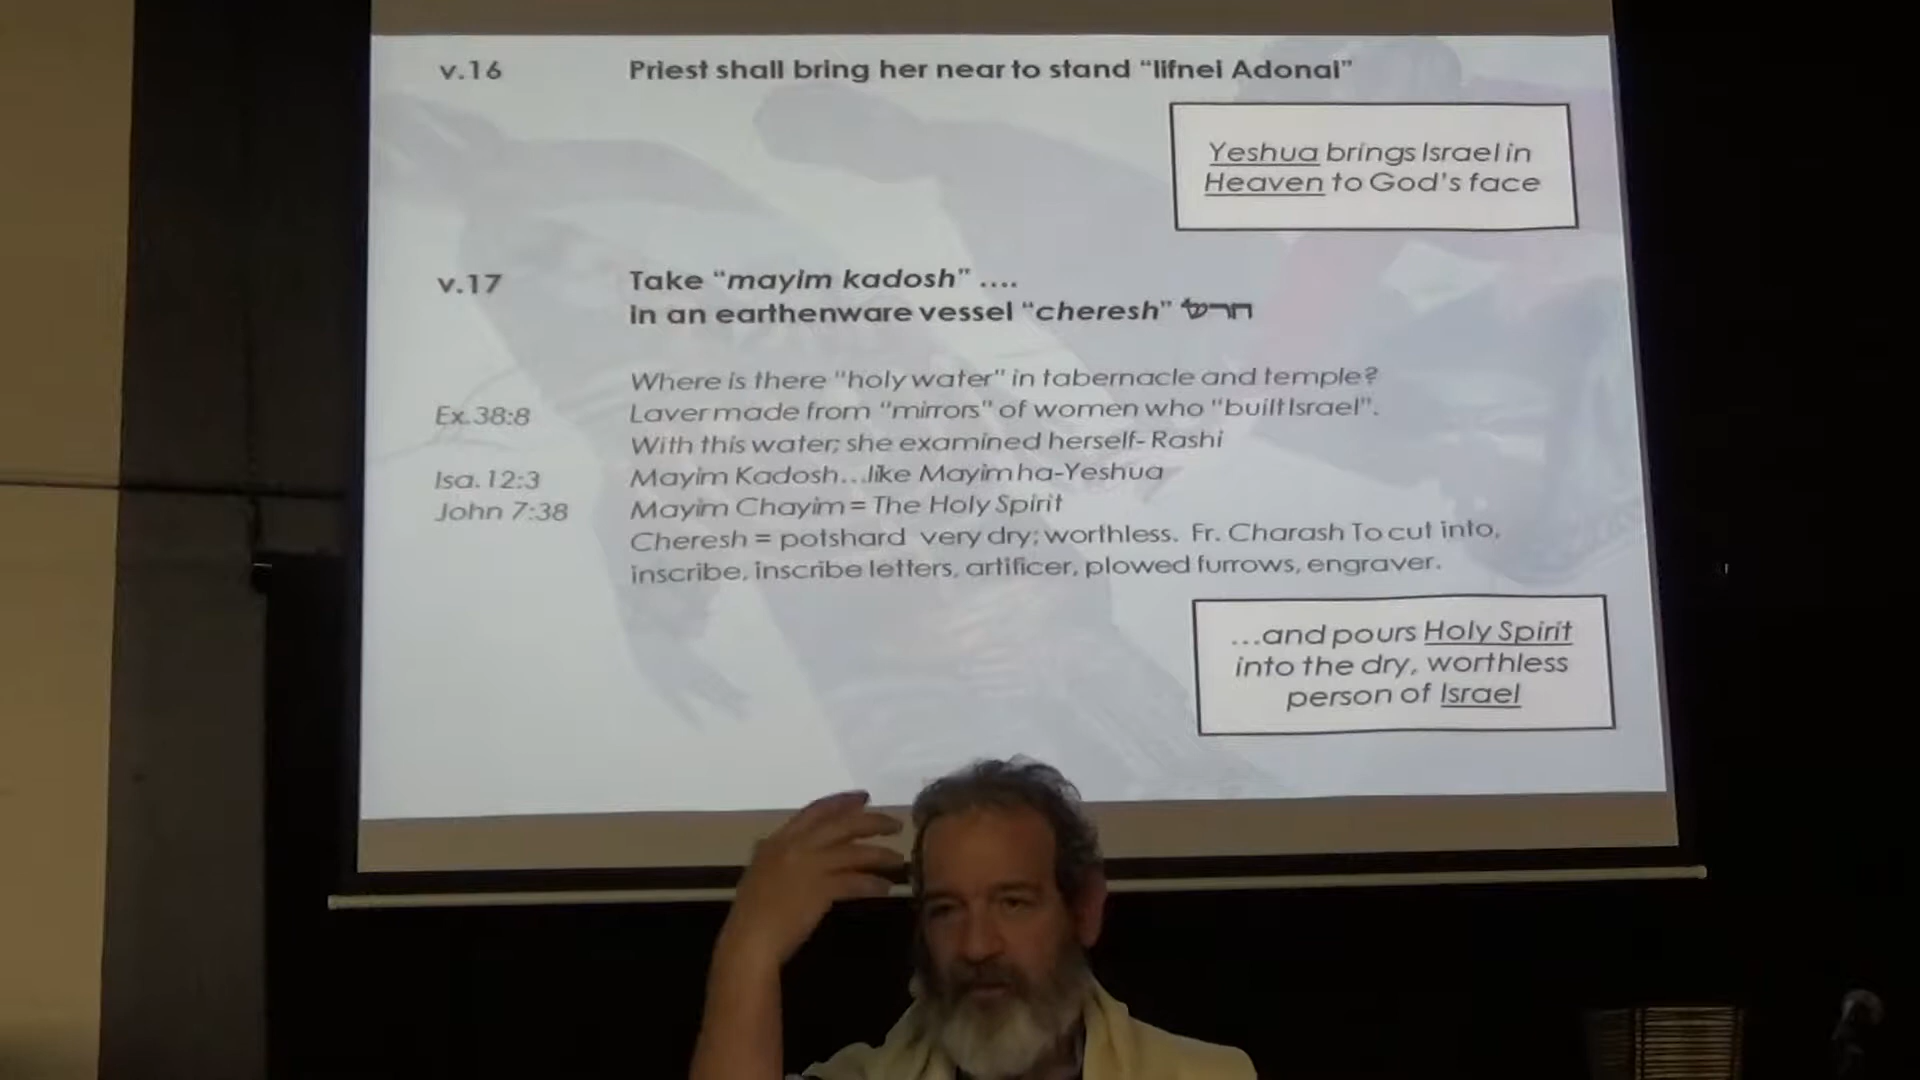 v.16 Priest shall bring her near to stand "lifnei Adonai"
Yeshua brings Israel in
Heaven to God's face
v.17 Take "mayim kadosh" ....
in an earthenware vessel "cheresh" חרש
Where is there "holy water" in tabernacle and temple?
Ex.38:8 Laver made from "mirrors" of women who "built Israel".
With this water; she examined herself- Rashi
Isa. 12:3 Mayim Kadosh...like Mayim ha-Yeshua
John 7:38 Mayim Chayim = The Holy Spirit
Cheresh = potshard very dry; worthless. Fr. Charash To cut into,
inscribe, inscribe letters, artificer, plowed furrows, engraver.
...and pours Holy Spirit
into the dry, worthless
person of Israel